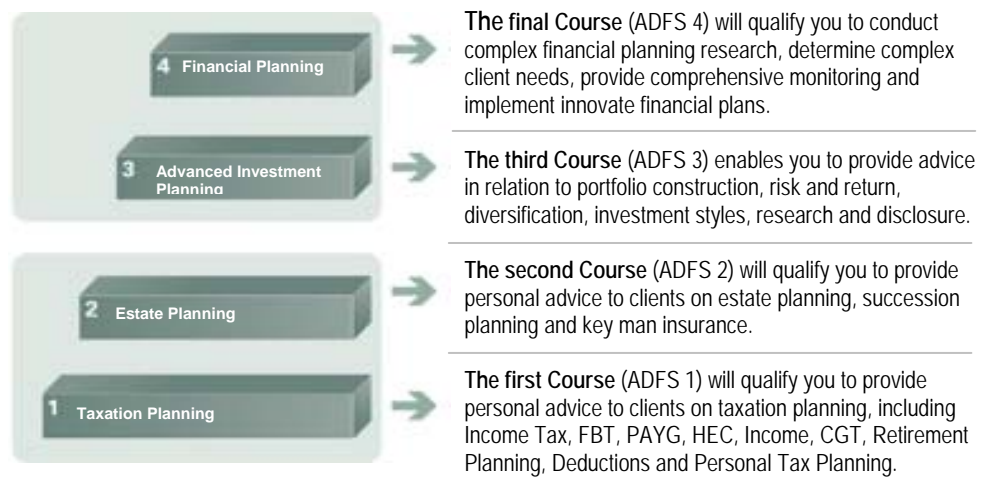 4 Financial Planning
The final Course (ADFS 4) will qualify you to conduct
complex financial planning research, determine complex
client needs, provide comprehensive monitoring and
implement innovate financial plans.
3 Advanced Investment
Planning
The third Course (ADFS 3) enables you to provide advice
in relation to portfolio construction, risk and return,
diversification, investment styles, research and disclosure.
2 Estate Planning
The second Course (ADFS 2) will qualify you to provide
personal advice to clients on estate planning, succession
planning and key man insurance.
1 Taxation Planning
The first Course (ADFS 1) will qualify you to provide
personal advice to clients on taxation planning, including
Income Tax, FBT, PAYG, HEC, Income, CGT, Retirement
Planning, Deductions and Personal Tax Planning.